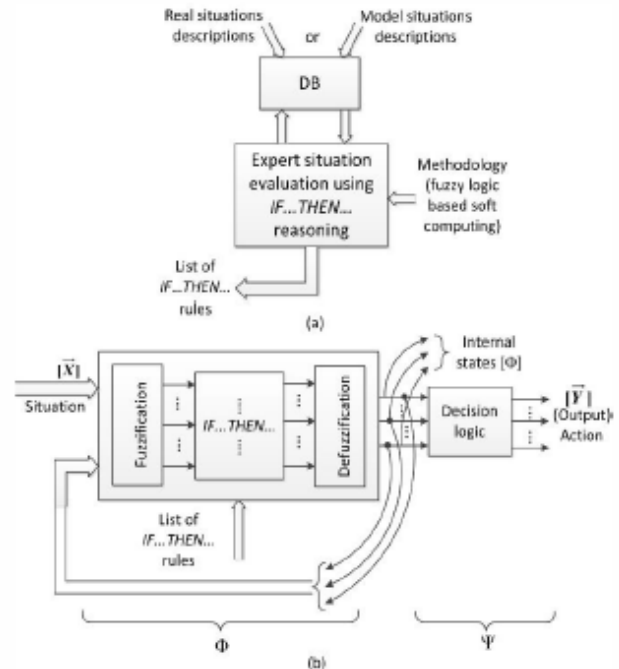 Real situations
descriptions
or
Model situations
descriptions
DB
Expert situation
evaluation using
IF...THEN...
reasoning
Methodology
(fuzzy logic
based soft
computing)
List of
IF...THEN...
rules
(a)
[X⃗]
Situation
Fuzzification
IF...THEN...
Defuzzification
Internal
states [Φ]
Decision
logic
[Y⃗]
(Output)
Action
List of
IF...THEN...
rules
Φ
Ψ
(b)